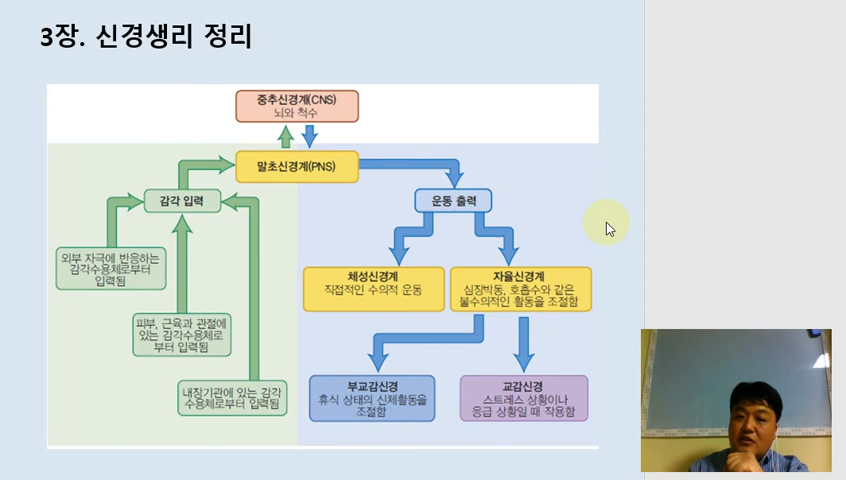 3장. 신경생리 정리
중추신경계(CNS)
뇌와 척수
말초신경계(PNS)
감각 입력
운동 출력
외부 자극에 반응하는
감각수용체로부터
입력됨
체성신경계
직접적인 수의적 운동
자율신경계
심장박동, 호흡수와 같은
불수의적인 활동을 조절함
피부, 근육과 관절에
있는 감각수용체로
부터 입력됨
내장기관에 있는 감각
수용체로부터 입력됨
부교감신경
휴식 상태의 신체활동을
조절함
교감신경
스트레스 상황이나
응급 상황일 때 작용함